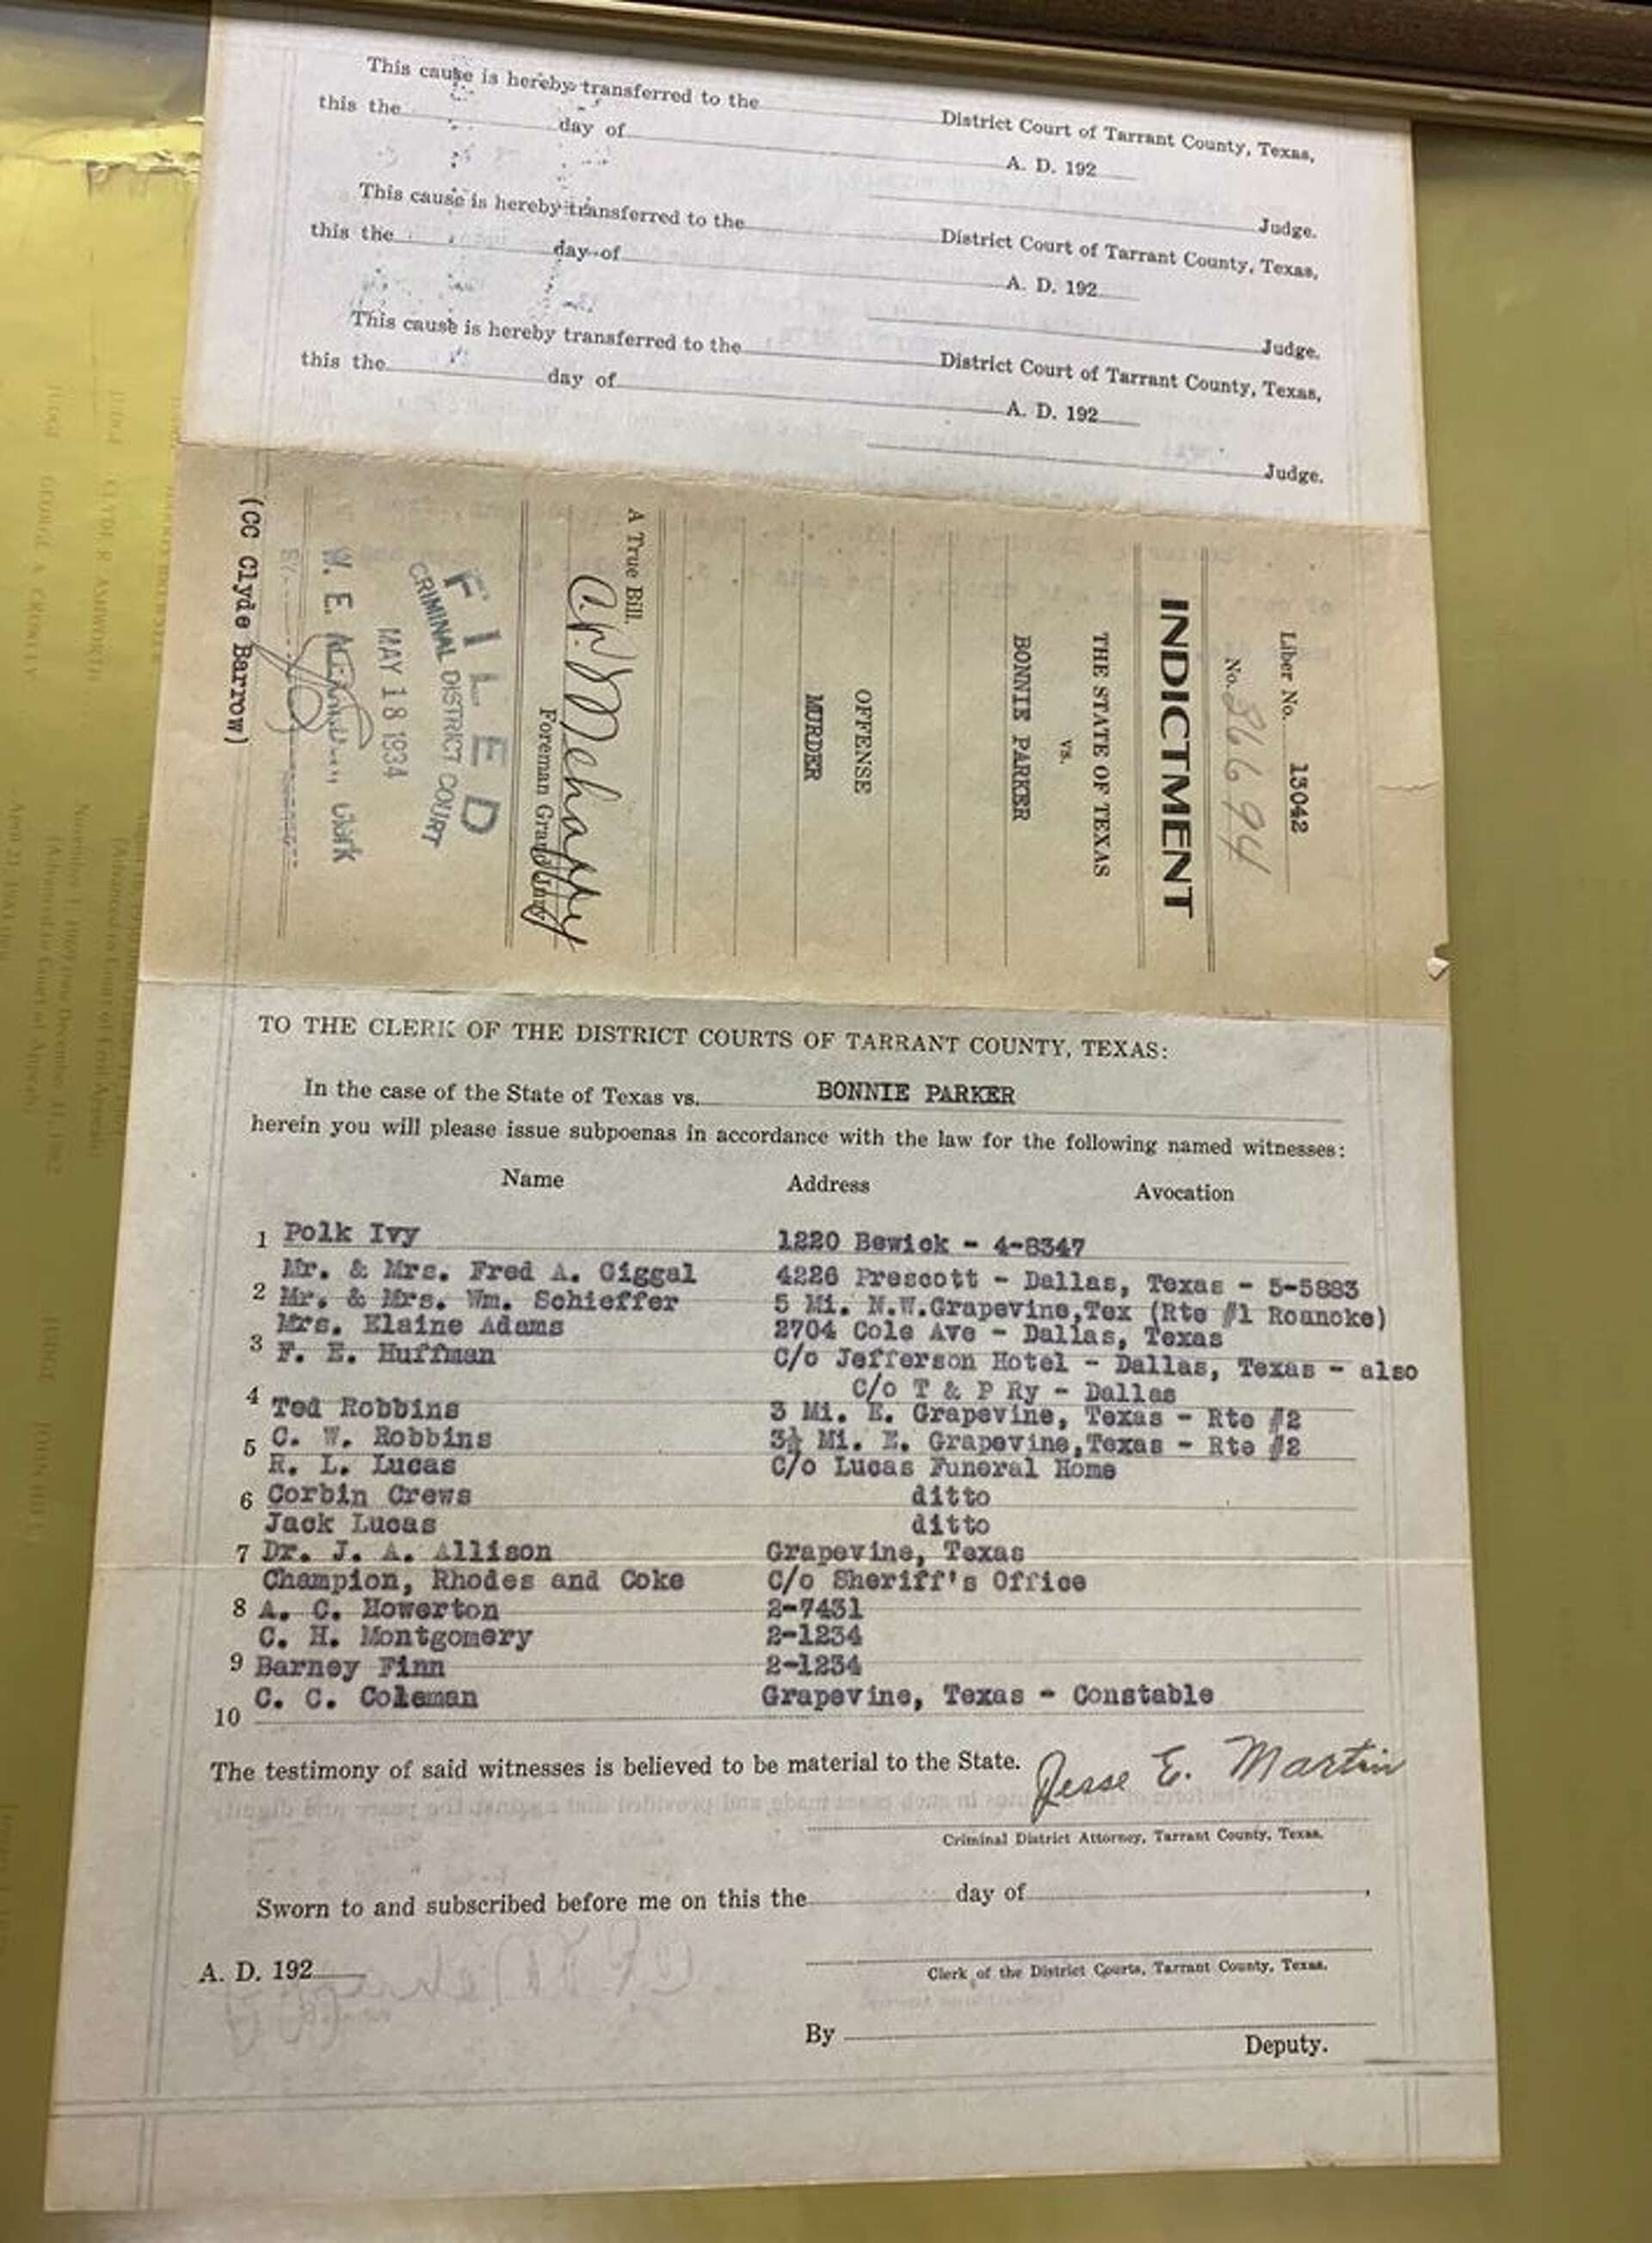 This cause is hereby transferred to the District Court of Tarrant County, Texas,
this the day of A. D. 192
Judge.
This cause is hereby transferred to the District Court of Tarrant County, Texas,
this the day of A. D. 192
Judge.
This cause is hereby transferred to the District Court of Tarrant County, Texas,
this the day of A. D. 192
Judge.
Liber No. 13042
No. 36694
INDICTMENT
THE STATE OF TEXAS
vs.
BONNIE PARKER
OFFENSE
MURDER
A True Bill.
Foreman Grand Jury
FILED
CRIMINAL DISTRICT COURT
MAY 18 1934
W. E. Clerk
BY
(CC Clyde Barrow)
TO THE CLERK OF THE DISTRICT COURTS OF TARRANT COUNTY, TEXAS:
In the case of the State of Texas vs. BONNIE PARKER
herein you will please issue subpoenas in accordance with the law for the following named witnesses:
Name Address Avocation
1 Polk Ivy 1220 Bewick - 4-8347
Mr. & Mrs. Fred A. Giggal 4226 Prescott - Dallas, Texas - 5-5883
2 Mr. & Mrs. Wm. Schieffer 5 Mi. N.W.Grapevine,Tex (Rte #1 Roanoke)
Mrs. Elaine Adams 2704 Cole Ave - Dallas, Texas
3 F. E. Huffman C/o Jefferson Hotel - Dallas, Texas - also
C/o T & P Ry - Dallas
4 Ted Robbins 3 Mi. E. Grapevine, Texas - Rte #2
5 C. W. Robbins 3½ Mi. E. Grapevine,Texas - Rte #2
R. L. Lucas C/o Lucas Funeral Home
6 Corbin Crews ditto
Jack Lucas ditto
7 Dr. J. A. Allison Grapevine, Texas
Champion, Rhodes and Coke C/o Sheriff's Office
8 A. C. Howerton 2-7431
C. H. Montgomery 2-1234
9 Barney Finn 2-1234
C. C. Coleman Grapevine, Texas - Constable
10
The testimony of said witnesses is believed to be material to the State. Jesse E. Martin
Criminal District Attorney, Tarrant County, Texas.
Sworn to and subscribed before me on this the day of ,
A. D. 192
Clerk of the District Courts, Tarrant County, Texas.
By
Deputy.